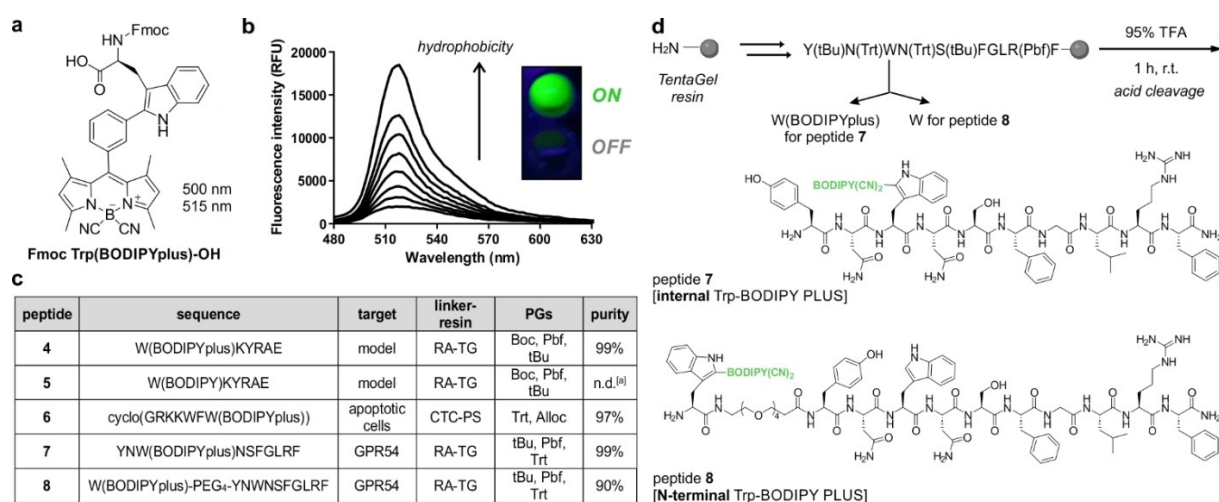 a
Fmoc
HN
HO
O
NH
N
N+
B-
NC
CN
500 nm
515 nm
Fmoc Trp(BODIPYplus)-OH
b
Fluorescence intensity (RFU)
20000
15000
10000
5000
0
480 510 540 570 600 630
Wavelength (nm)
hydrophobicity
ON
OFF
c
peptide sequence target linker-resin PGs purity
4 W(BODIPYplus)KYRAE model RA-TG Boc, Pbf, tBu 99%
5 W(BODIPY)KYRAE model RA-TG Boc, Pbf, tBu n.d.[a]
6 cyclo(GRKKWFW(BODIPYplus)) apoptotic cells CTC-PS Trt, Alloc 97%
7 YNW(BODIPYplus)NSFGLRF GPR54 RA-TG tBu, Pbf, Trt 99%
8 W(BODIPYplus)-PEG4-YNWNSFGLRF GPR54 RA-TG tBu, Pbf, Trt 90%
d
H2N
TentaGel
resin
Y(tBu)N(Trt)WN(Trt)S(tBu)FGLR(Pbf)F
95% TFA
1 h, r.t.
acid cleavage
W(BODIPYplus)
for peptide 7
W for peptide 8
BODIPY(CN)2
peptide 7
[internal Trp-BODIPY PLUS]
BODIPY(CN)2
peptide 8
[N-terminal Trp-BODIPY PLUS]